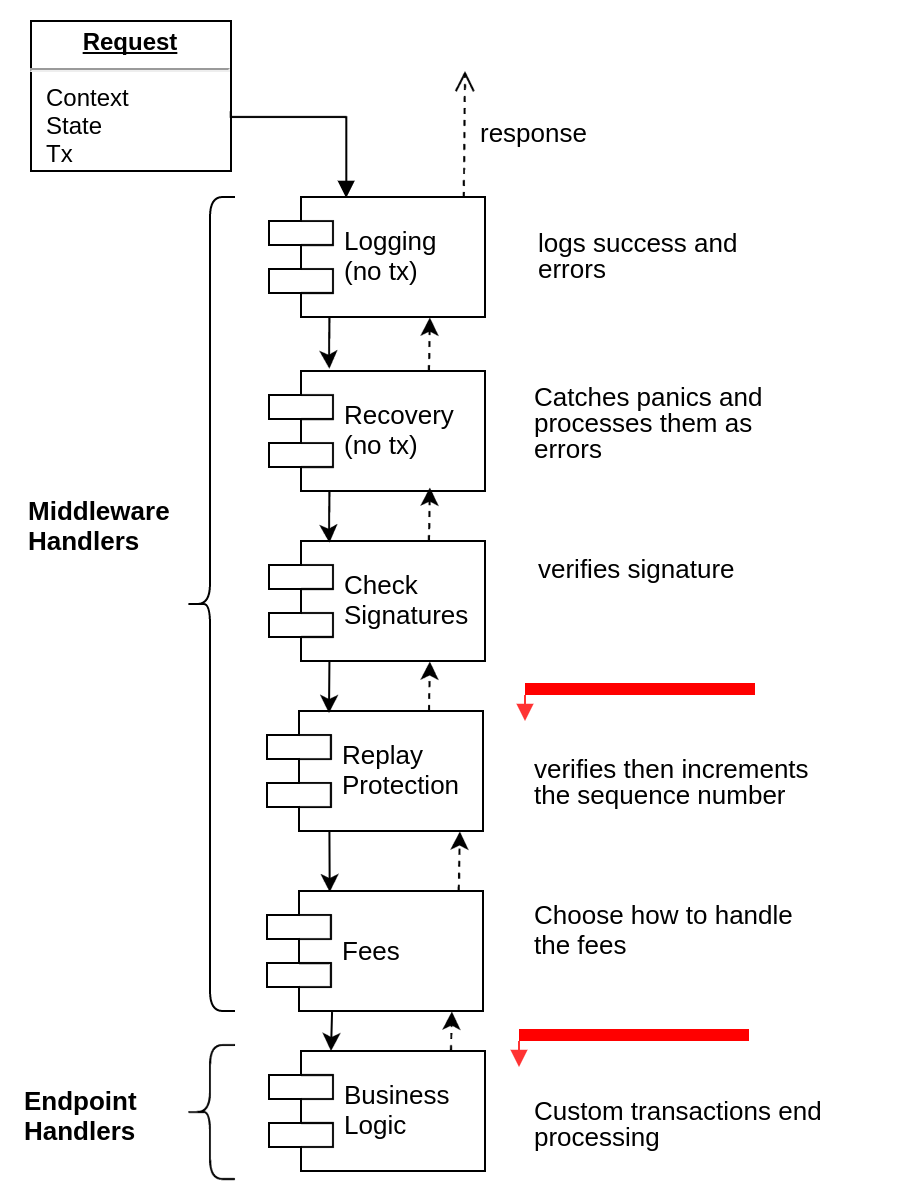 Request
Context
State
Tx
response
Logging
(no tx)
logs success and
errors
Recovery
(no tx)
Catches panics and
processes them as
errors
Middleware
Handlers
Check
Signatures
verifies signature
Replay
Protection
verifies then increments
the sequence number
Fees
Choose how to handle
the fees
Endpoint
Handlers
Business
Logic
Custom transactions end
processing